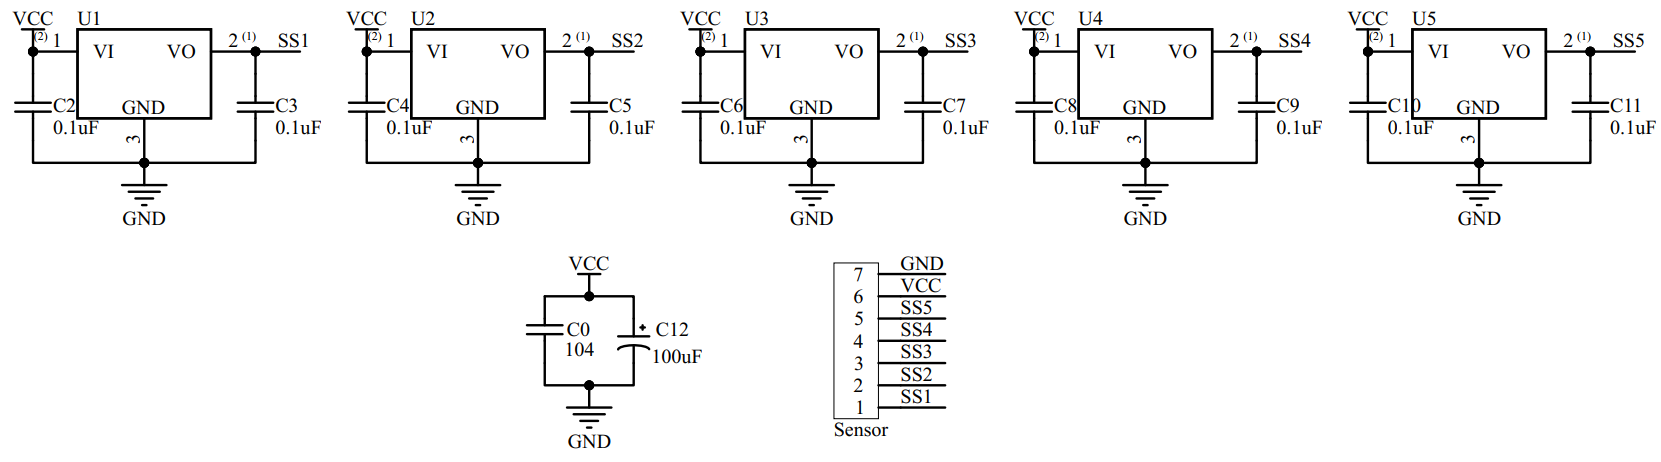 VCC U1 VCC U2 VCC U3 VCC U4 VCC U5
(2) 1 VI VO 2 (1) SS1 (2) 1 VI VO 2 (1) SS2 (2) 1 VI VO 2 (1) SS3 (2) 1 VI VO 2 (1) SS4 (2) 1 VI VO 2 (1) SS5
C2 GND C3 C4 GND C5 C6 GND C7 C8 GND C9 C10 GND C11
0.1uF 0.1uF 0.1uF 0.1uF 0.1uF 0.1uF 0.1uF 0.1uF 0.1uF 0.1uF
3 3 3 3 3
GND GND GND GND GND
VCC
C0 + C12
104 100uF
GND
7 GND
6 VCC
5 SS5
4 SS4
3 SS3
2 SS2
1 SS1
Sensor